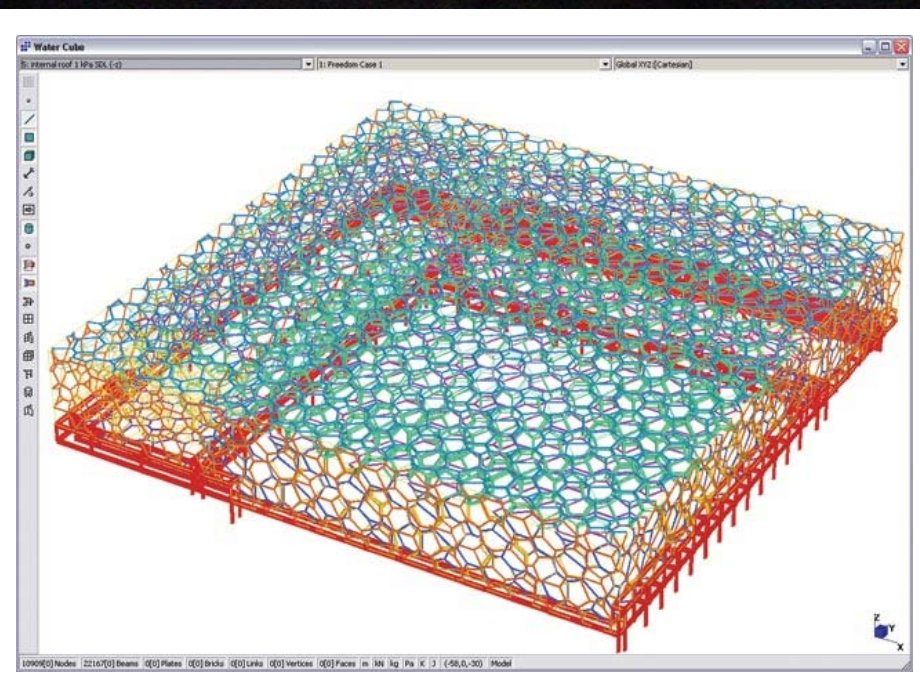 Water Cube
5: internal roof 1 kPa SDL (-z)
1: Freedom Case 1
Global XYZ:[Cartesian]
Z
Y
X
10909[0] Nodes 22167[0] Beams 0[0] Plates 0[0] Bricks 0[0] Links 0[0] Vertices 0[0] Faces m kN kg Pa K J (-58,0,-30) Model